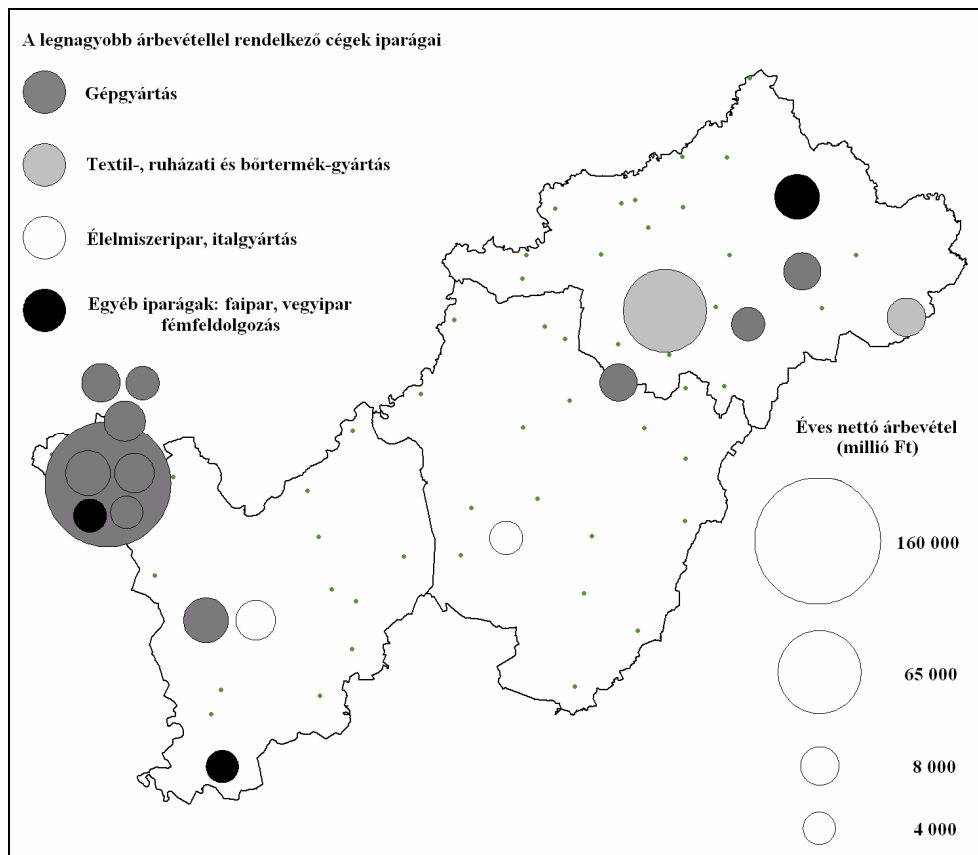 A legnagyobb árbevétellel rendelkező cégek iparágai
Gépgyártás
Textil-, ruházati és bőrtermék-gyártás
Élelmiszeripar, italgyártás
Egyéb iparágak: faipar, vegyipar
fémfeldolgozás
Éves nettó árbevétel
(millió Ft)
160 000
65 000
8 000
4 000